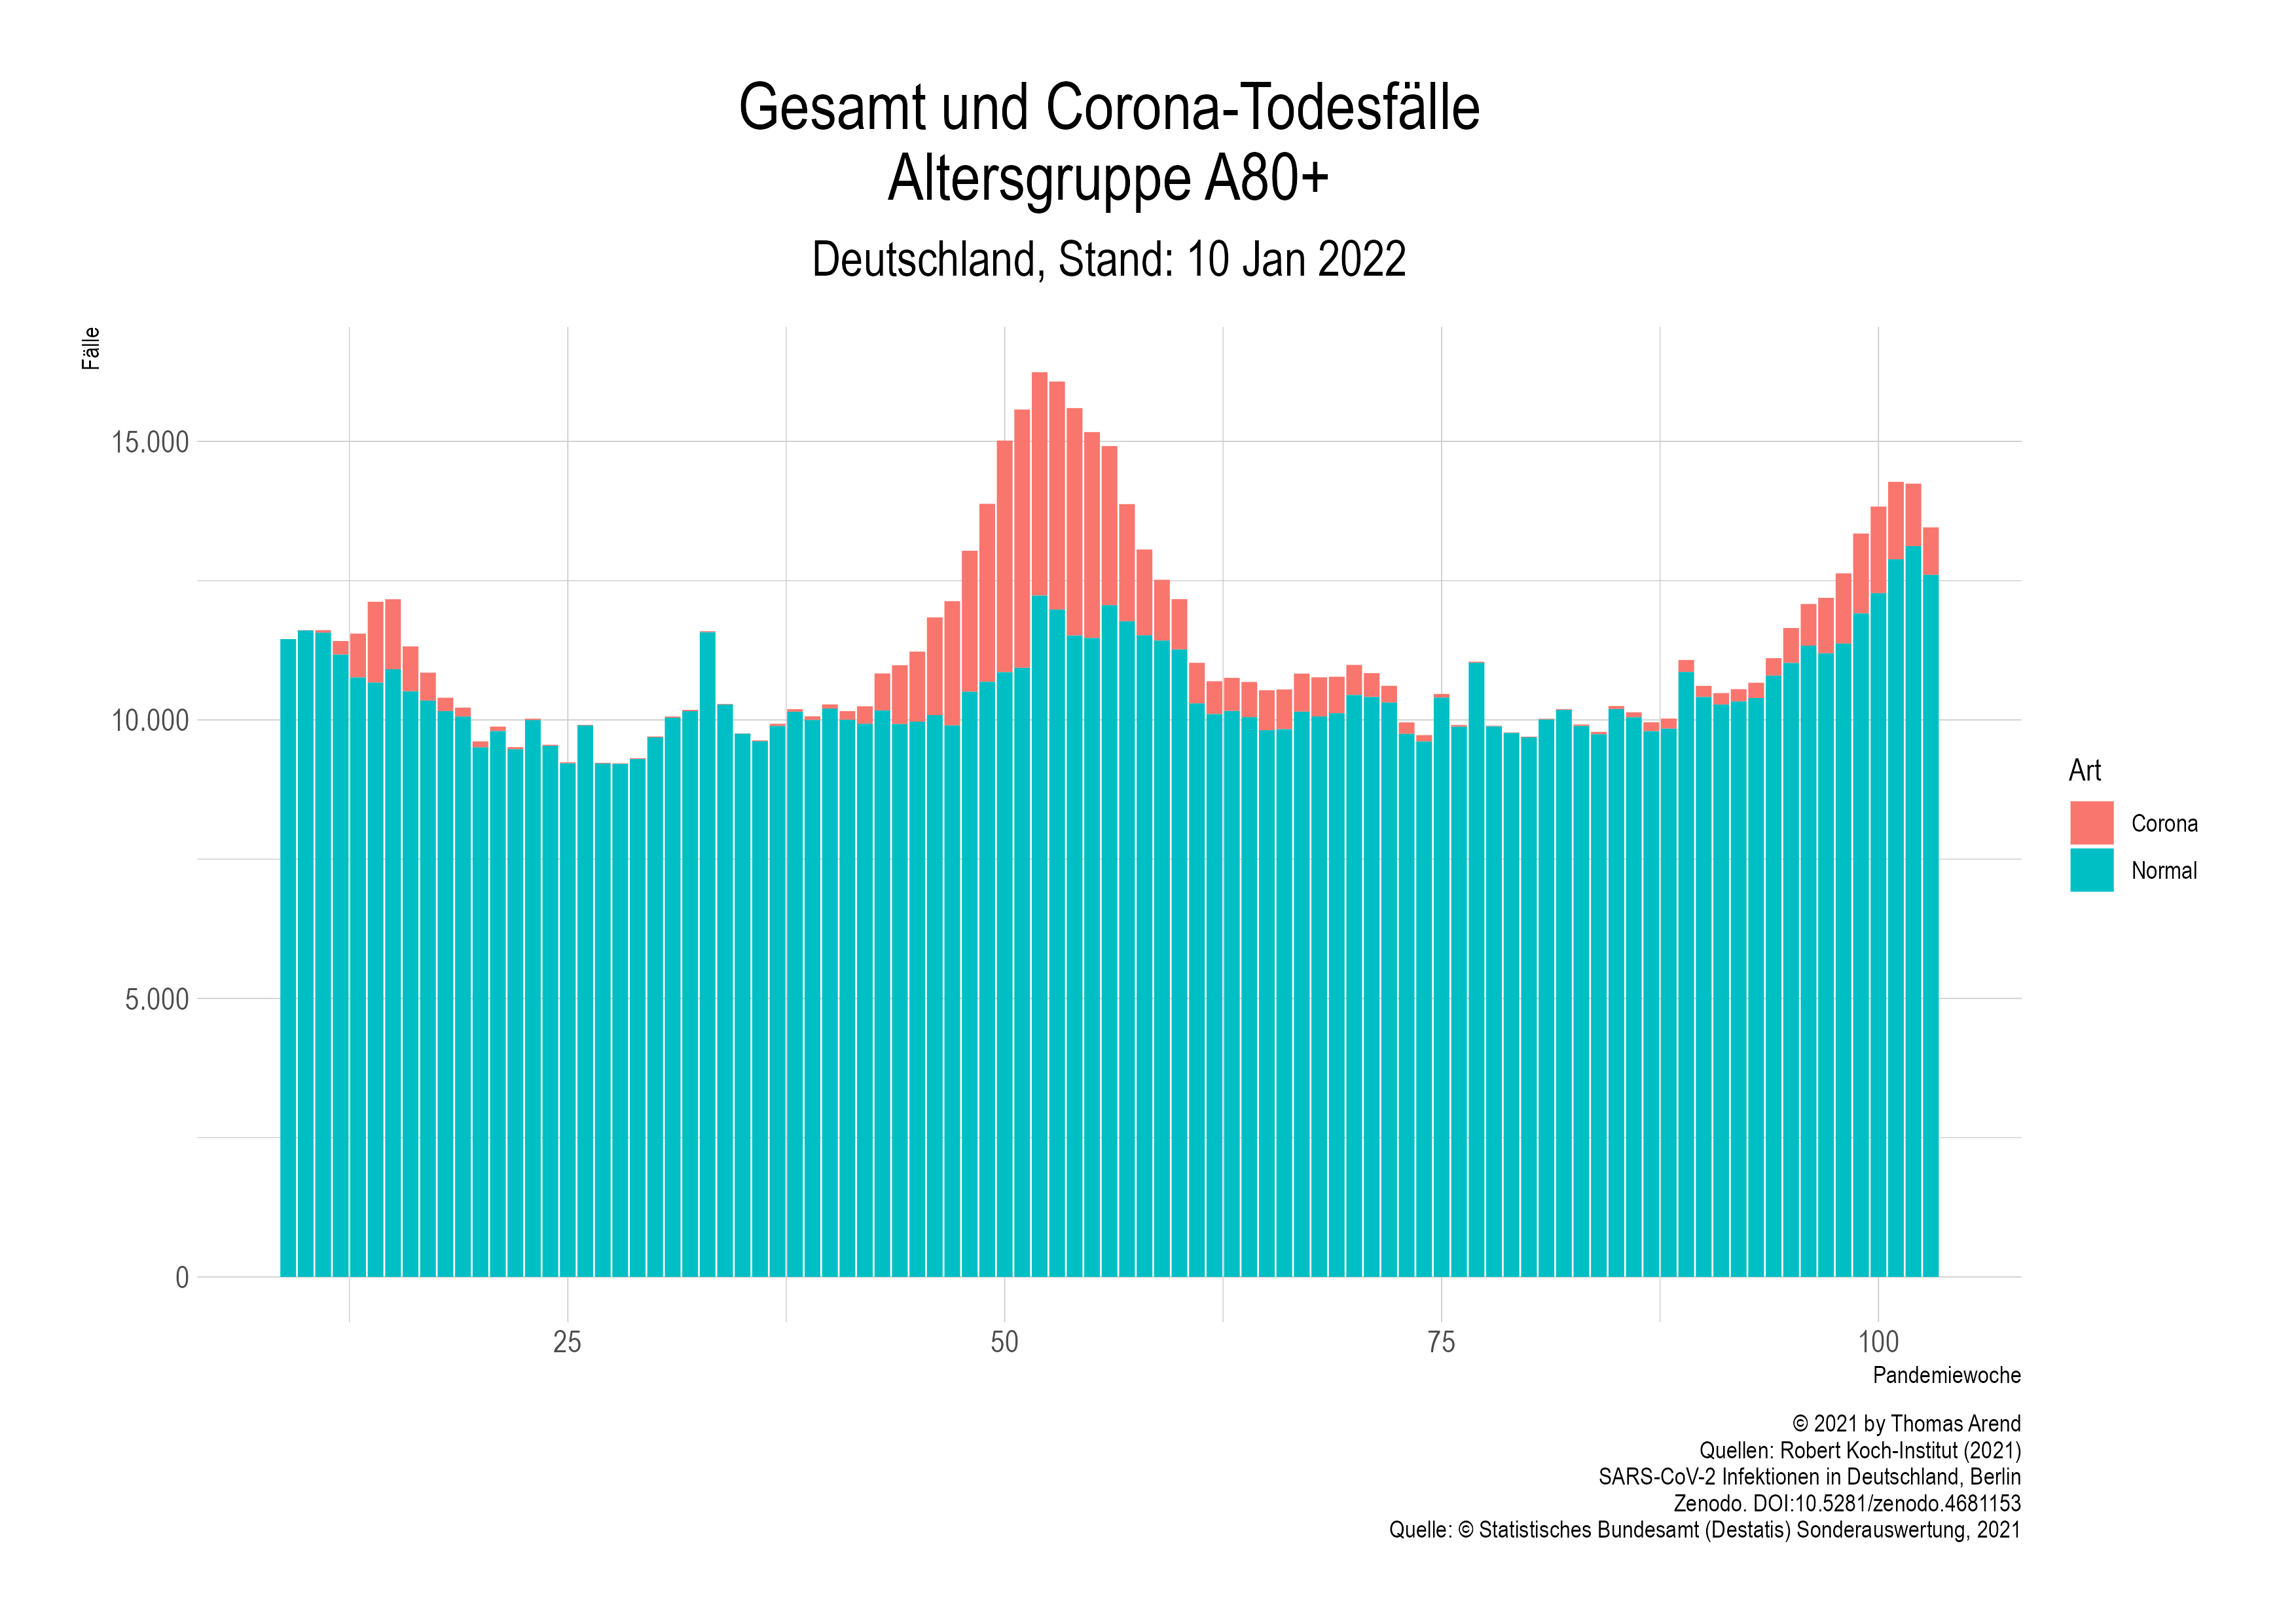 Gesamt und Corona-Todesfälle
Altersgruppe A80+
Deutschland, Stand: 10 Jan 2022
Fälle
15.000
10.000
5.000
0
25
50
75
100
Pandemiewoche
Art
Corona
Normal
© 2021 by Thomas Arend
Quellen: Robert Koch-Institut (2021)
SARS-CoV-2 Infektionen in Deutschland, Berlin
Zenodo. DOI:10.5281/zenodo.4681153
Quelle: © Statistisches Bundesamt (Destatis) Sonderauswertung, 2021